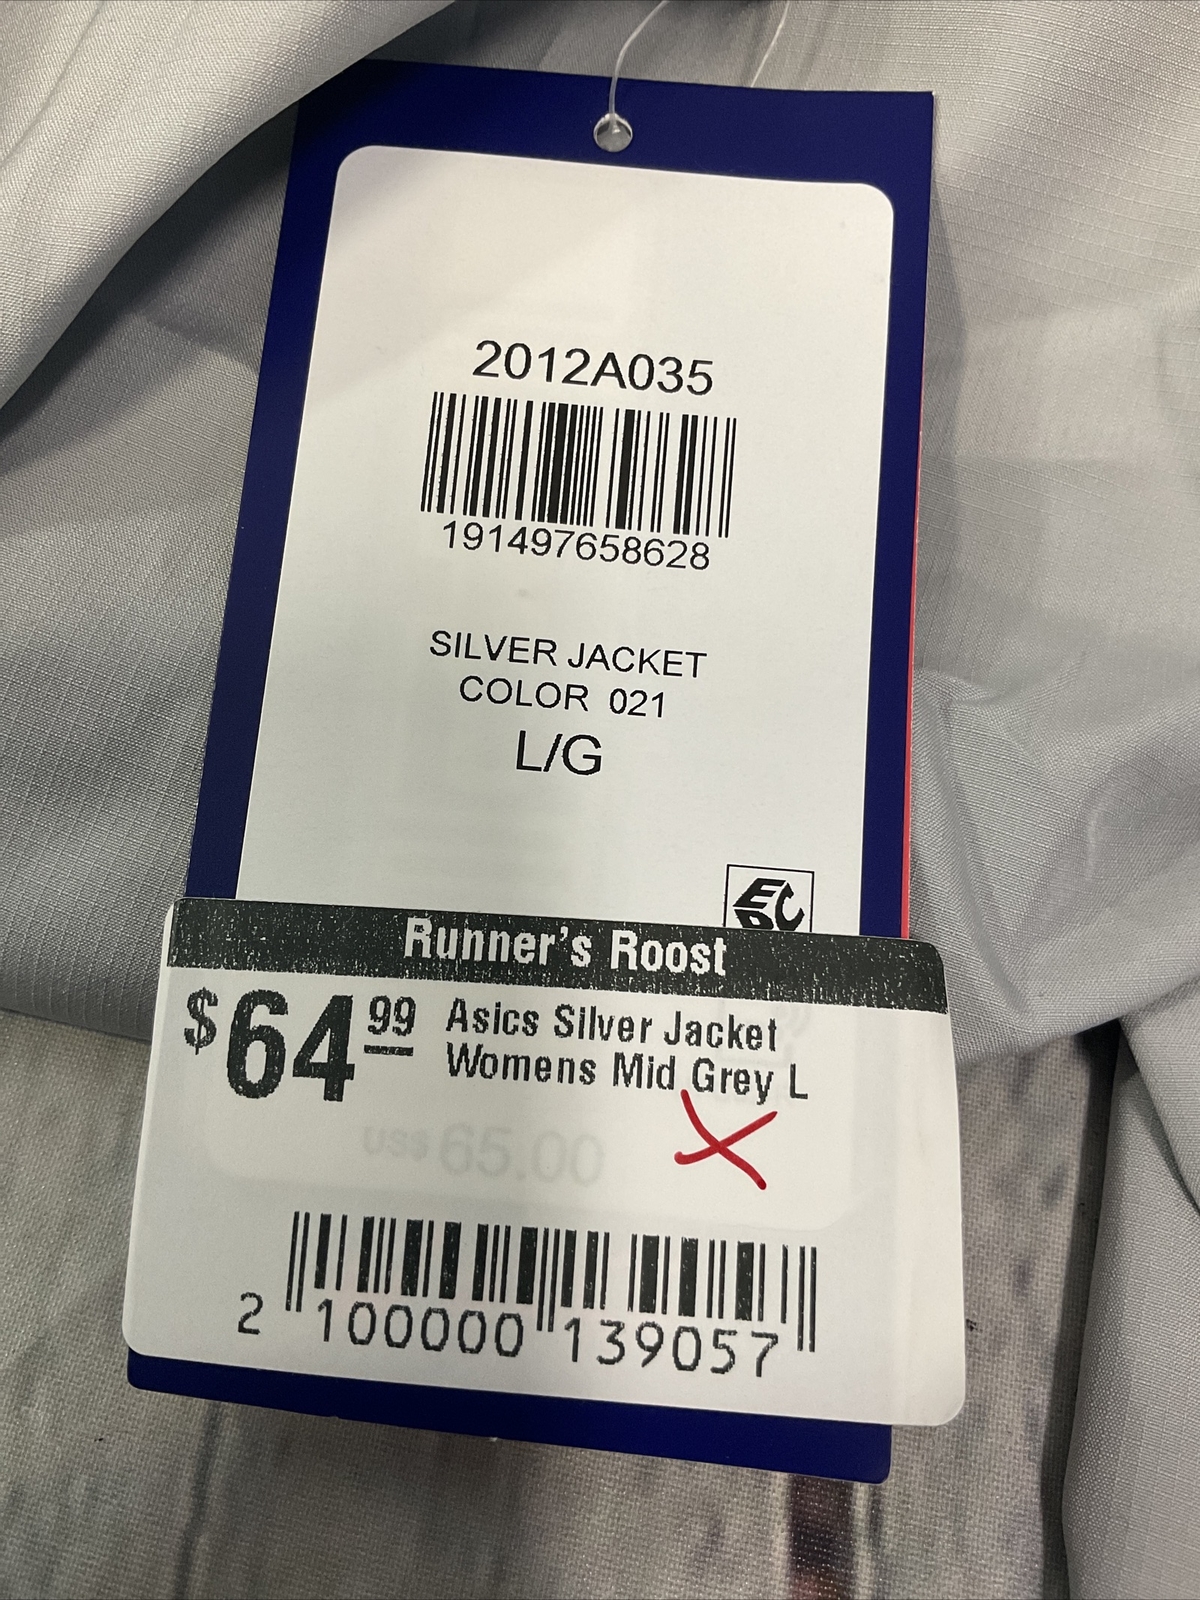 2012A035
191497658628
SILVER JACKET
COLOR 021
L/G
Runner's Roost
$64.99 Asics Silver Jacket
Womens Mid Grey L
US$ 65.00
2 100000 139057